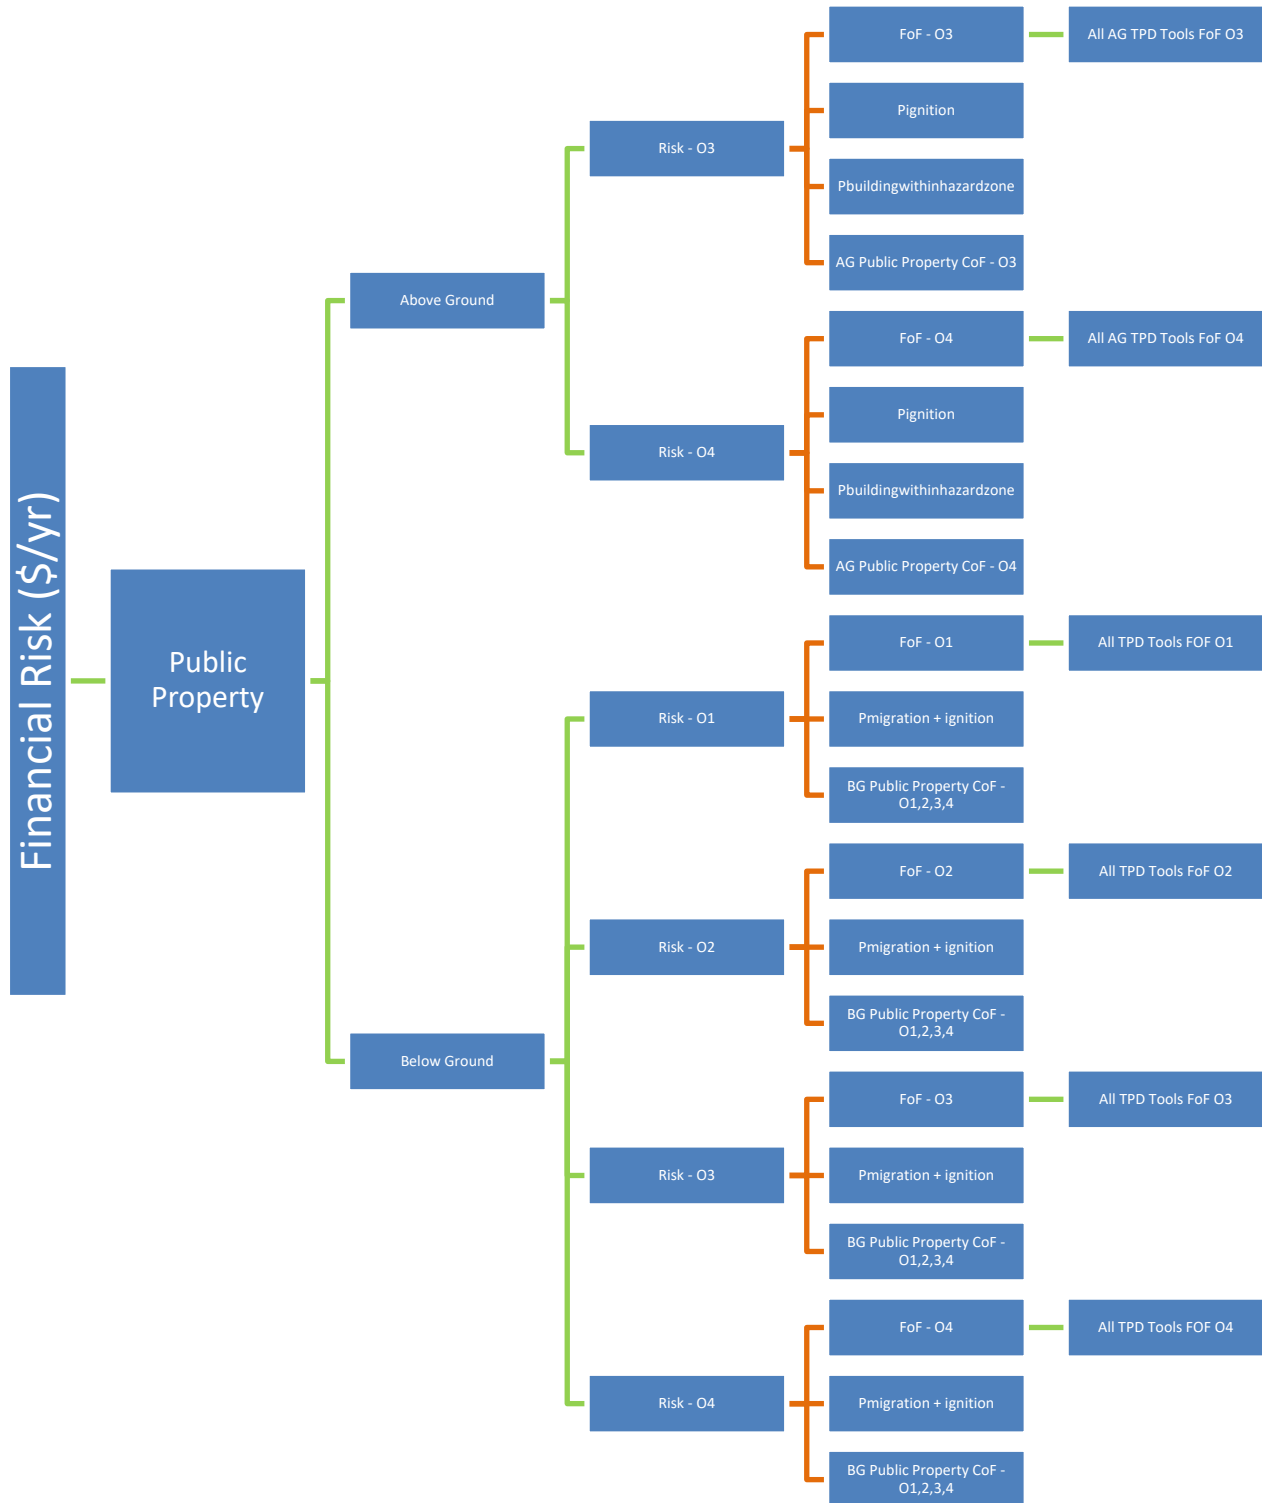 Financial Risk ($/yr)
Public
Property
Above Ground
Risk - O3
FoF - O3
All AG TPD Tools FoF O3
Pignition
Pbuildingwithinhazardzone
AG Public Property CoF - O3
Risk - O4
FoF - O4
All AG TPD Tools FoF O4
Pignition
Pbuildingwithinhazardzone
AG Public Property CoF - O4
Below Ground
Risk - O1
FoF - O1
All TPD Tools FOF O1
Pmigration + ignition
BG Public Property CoF -
O1,2,3,4
Risk - O2
FoF - O2
All TPD Tools FoF O2
Pmigration + ignition
BG Public Property CoF -
O1,2,3,4
Risk - O3
FoF - O3
All TPD Tools FoF O3
Pmigration + ignition
BG Public Property CoF -
O1,2,3,4
Risk - O4
FoF - O4
All TPD Tools FOF O4
Pmigration + ignition
BG Public Property CoF -
O1,2,3,4